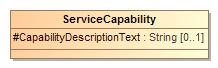 ServiceCapability
#CapabilityDescriptionText : String [0..1]